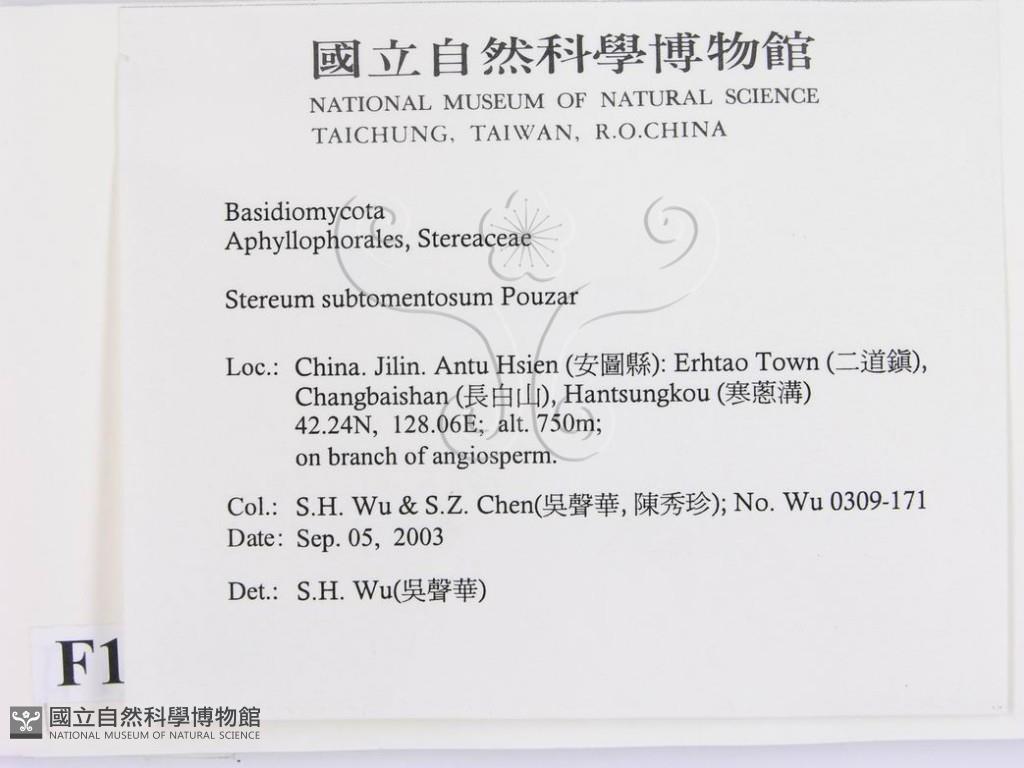 國立自然科學博物館
NATIONAL MUSEUM OF NATURAL SCIENCE
TAICHUNG, TAIWAN, R.O.CHINA
Basidiomycota
Aphyllophorales, Stereaceae
Stereum subtomentosum Pouzar
Loc.: China. Jilin. Antu Hsien (安圖縣): Erhtao Town (二道鎭),
Changbaishan (長白山), Hantsungkou (寒蔥溝)
42.24N, 128.06E; alt. 750m;
on branch of angiosperm.
Col.: S.H. Wu & S.Z. Chen(吳聲華, 陳秀珍); No. Wu 0309-171
Date: Sep. 05, 2003
Det.: S.H. Wu(吳聲華)
F1
國立自然科學博物館
NATIONAL MUSEUM OF NATURAL SCIENCE